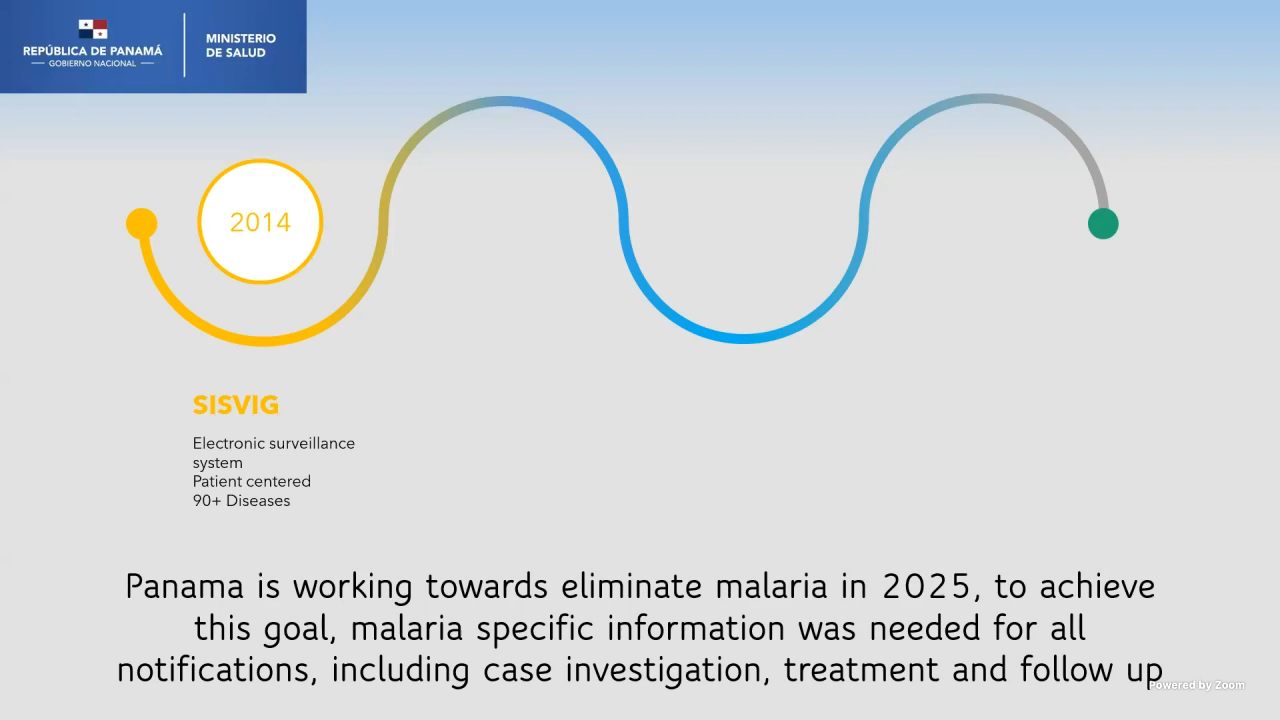 REPÚBLICA DE PANAMÁ
GOBIERNO NACIONAL
MINISTERIO
DE SALUD
2014
SISVIG
Electronic surveillance
system
Patient centered
90+ Diseases
Panama is working towards eliminate malaria in 2025, to achieve
this goal, malaria specific information was needed for all
notifications, including case investigation, treatment and follow up
Powered by Zoom